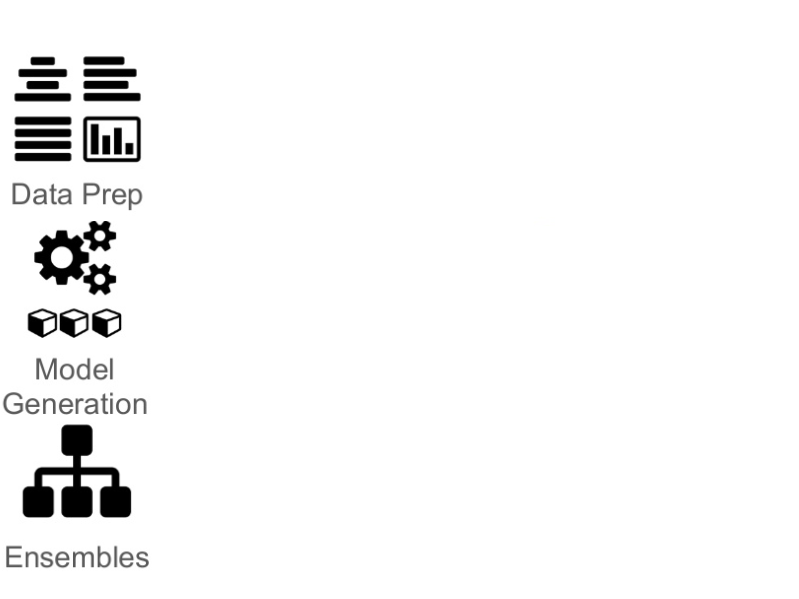 Data Prep
Model
Generation
Ensembles